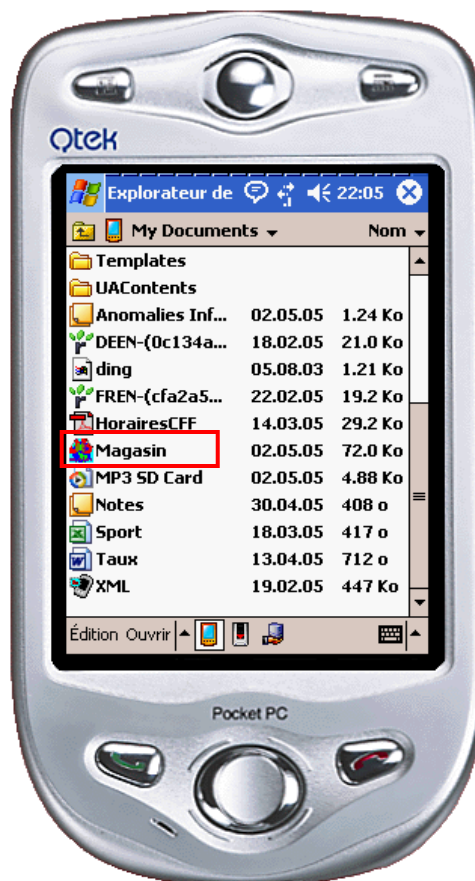 Qtek
Explorateur de 22:05
My Documents Nom
Templates
UAContents
Anomalies Inf... 02.05.05 1.24 Ko
DEEN-(0c134a... 18.02.05 21.0 Ko
ding 05.08.03 1.21 Ko
FREN-(cfa2a5... 22.02.05 19.2 Ko
HorairesCFF 14.03.05 29.2 Ko
Magasin 02.05.05 72.0 Ko
MP3 SD Card 02.05.05 4.88 Ko
Notes 30.04.05 408 o
Sport 18.03.05 417 o
Taux 13.04.05 712 o
XML 19.02.05 447 Ko
Édition Ouvrir
Pocket PC